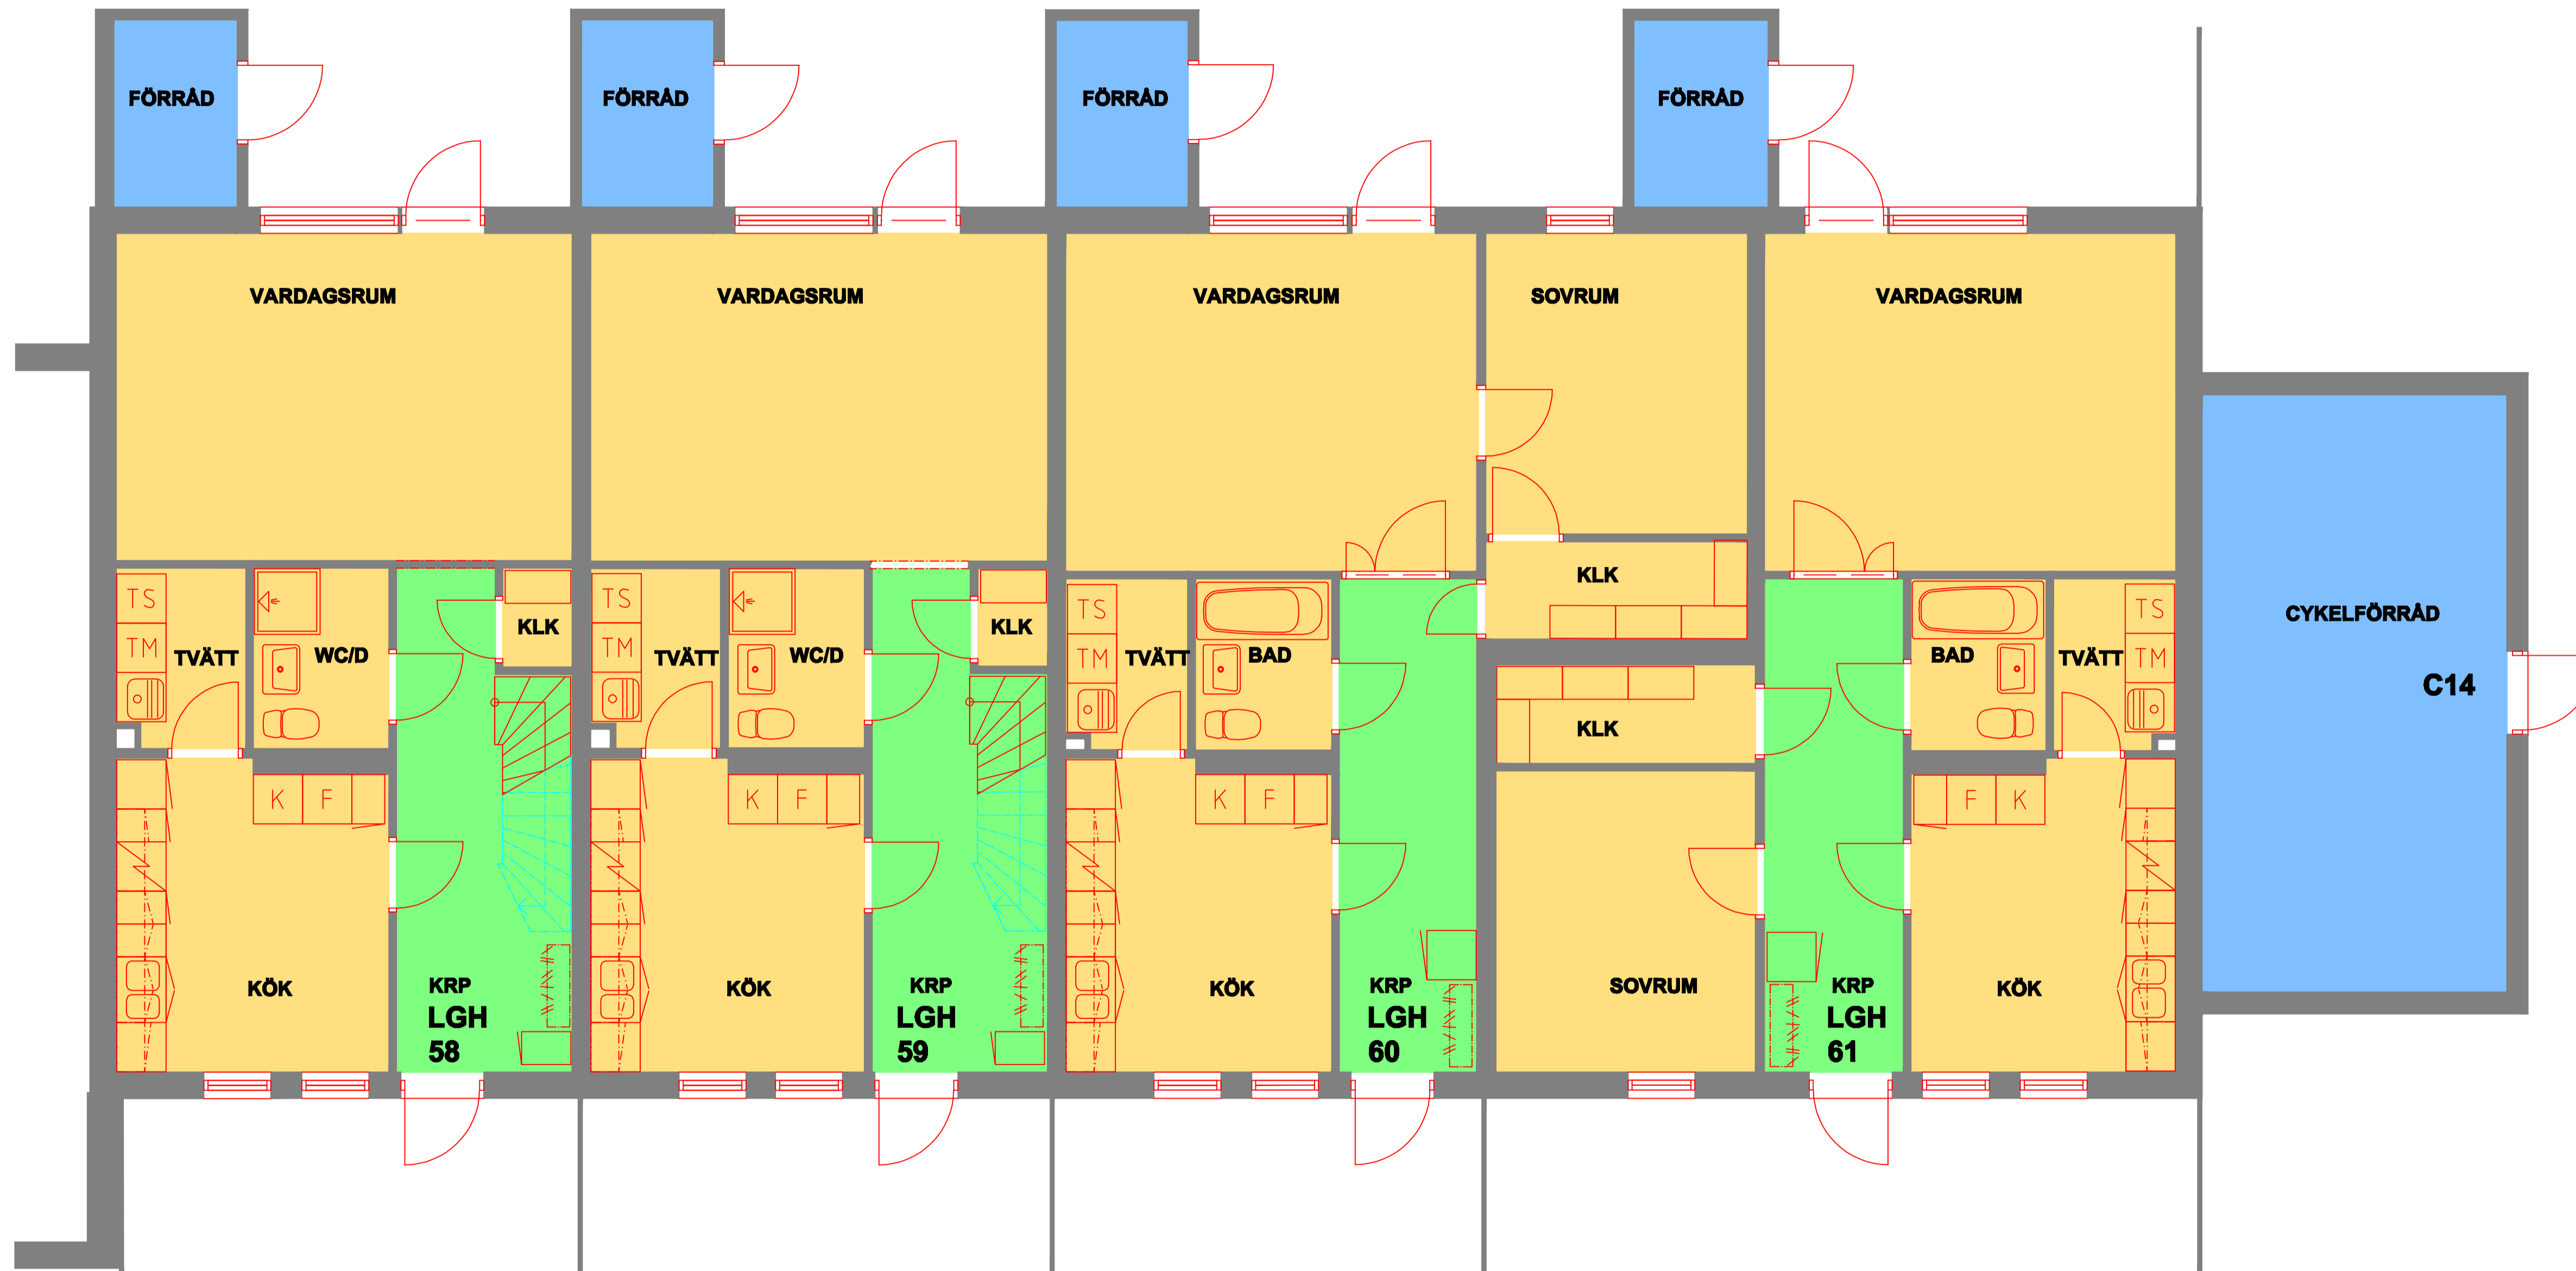 FÖRRÅD
FÖRRÅD
FÖRRÅD
FÖRRÅD
VARDAGSRUM
VARDAGSRUM
VARDAGSRUM
SOVRUM
VARDAGSRUM
TS
TM
TVÄTT
WC/D
KLK
TS
TM
TVÄTT
WC/D
KLK
TS
TM
TVÄTT
BAD
KLK
KLK
BAD
TVÄTT
TS
TM
CYKELFÖRRÅD
C14
K F
K F
K F
F K
KÖK
KRP
LGH
58
KÖK
KRP
LGH
59
KÖK
KRP
LGH
60
SOVRUM
KRP
LGH
61
KÖK